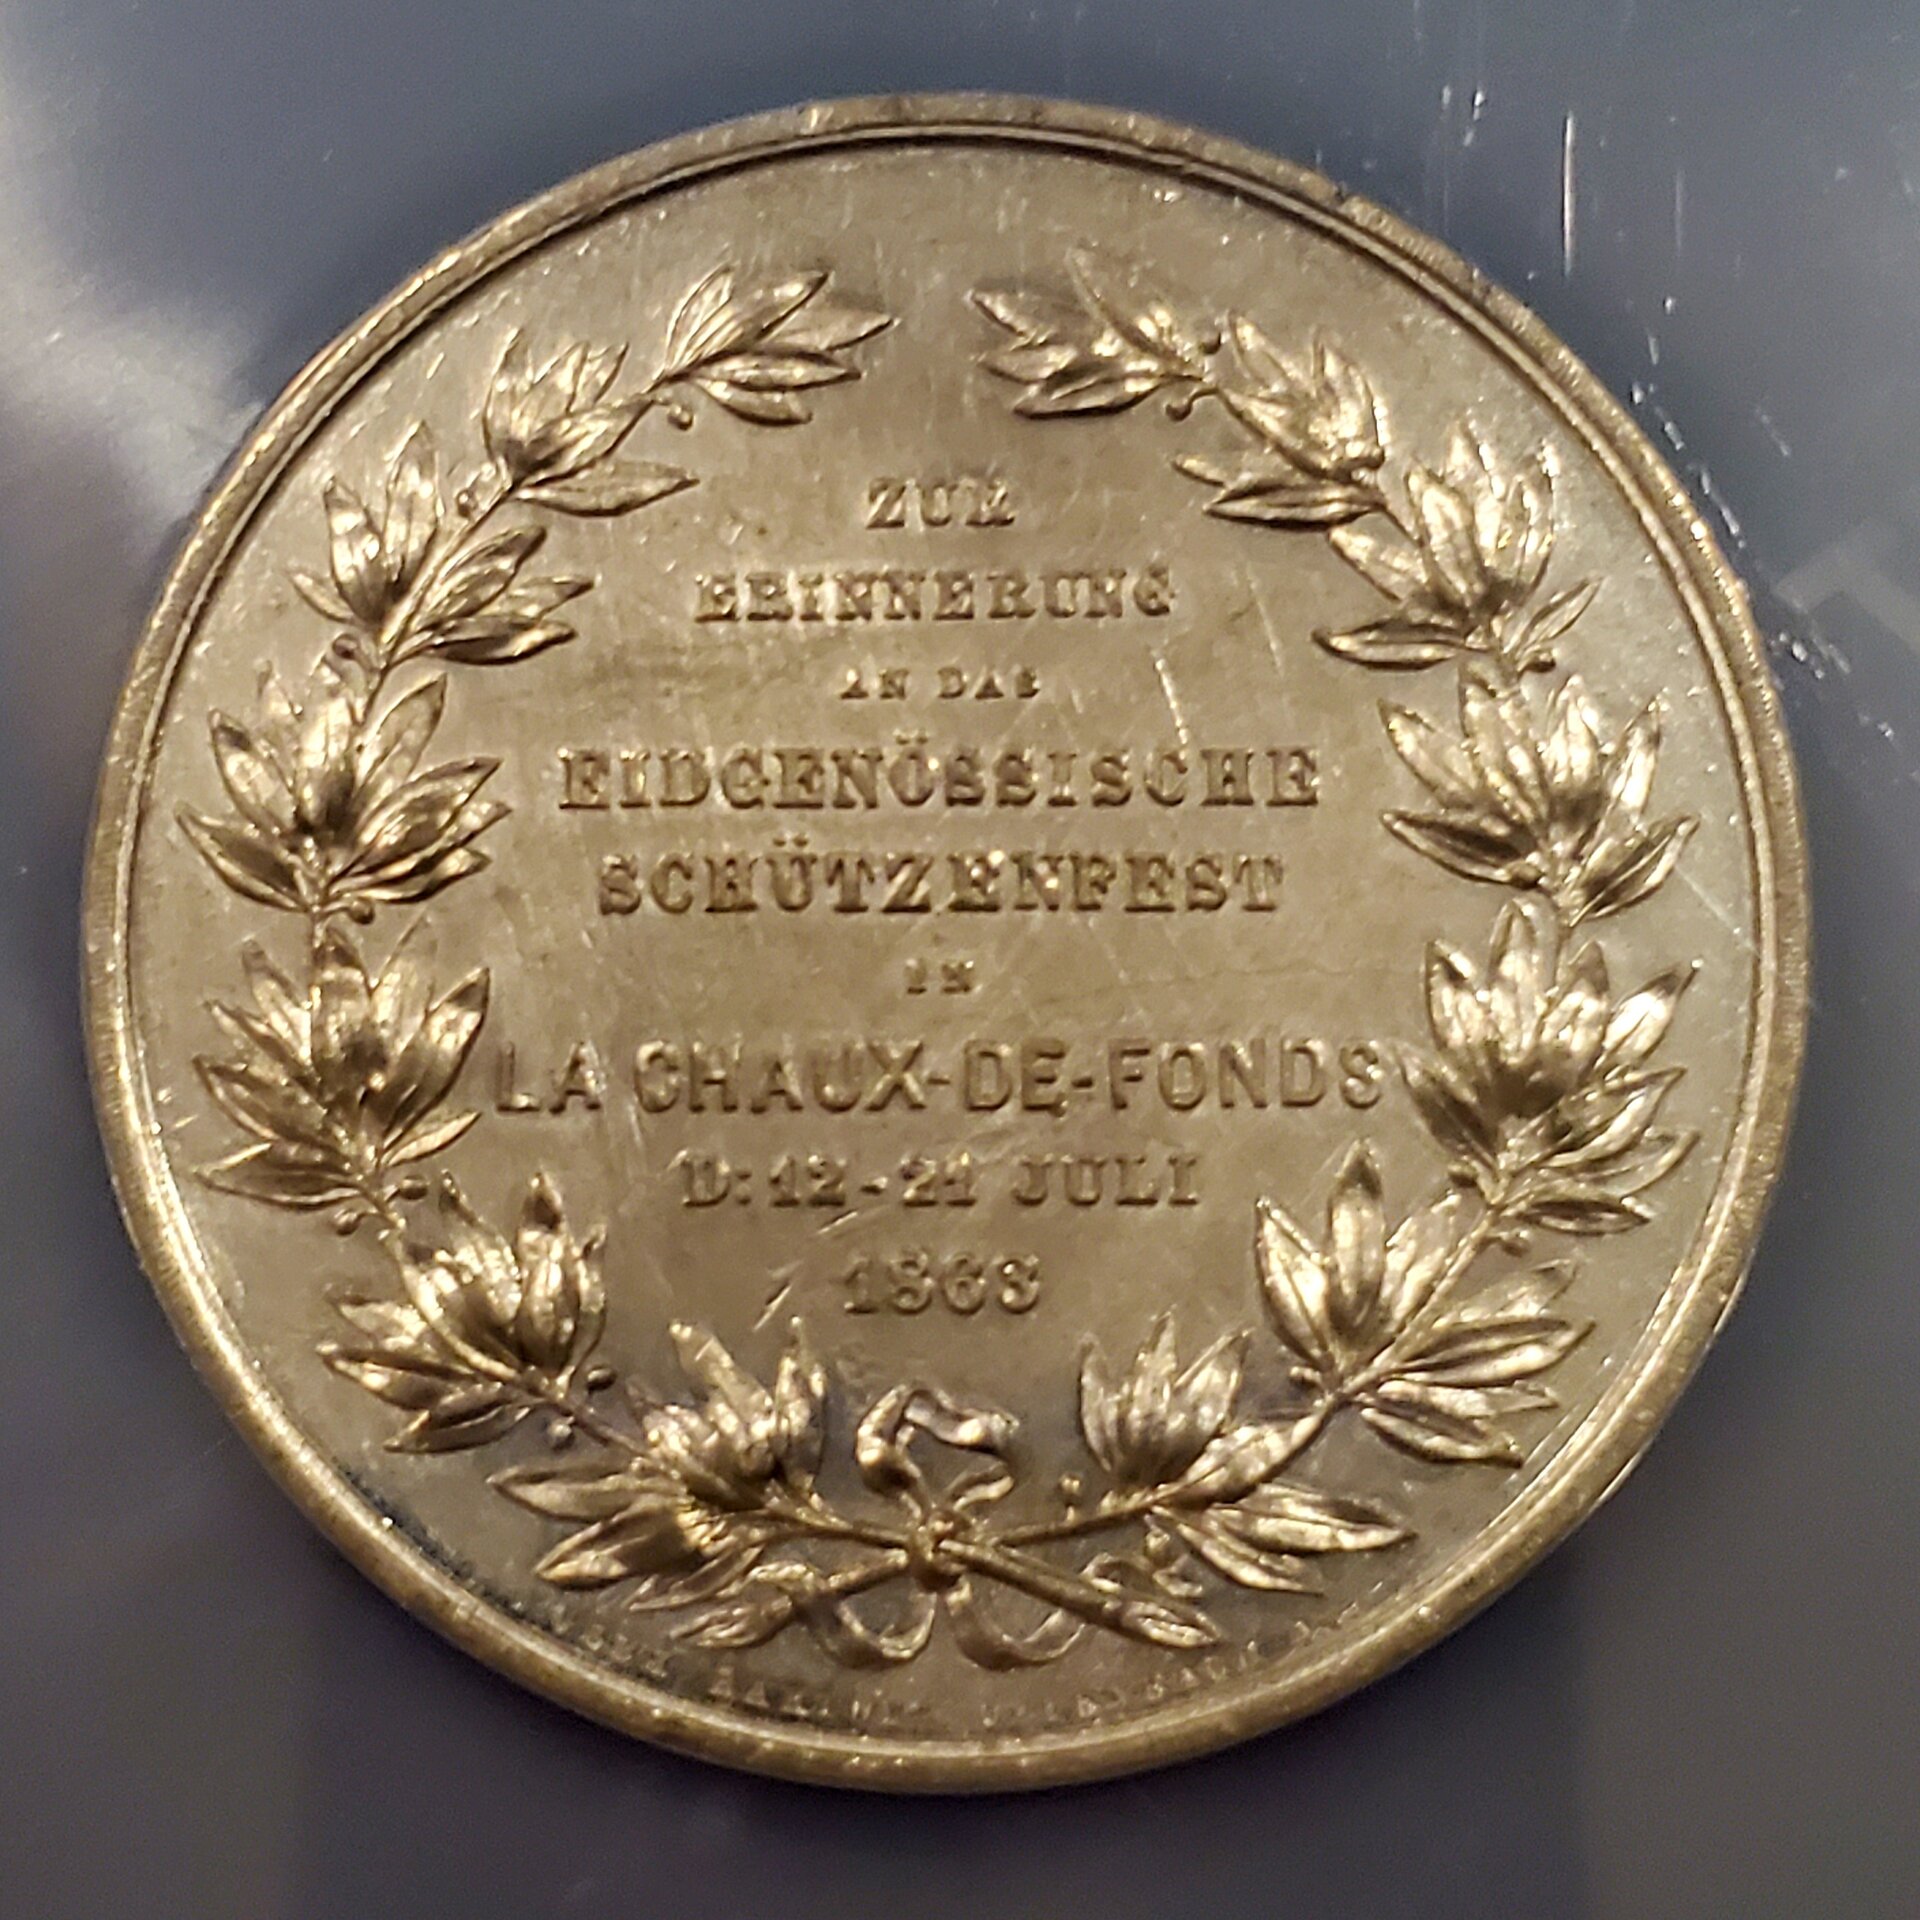 ZUR
ERINNERUNG
AN DAS
EIDGENÖSSISCHE
SCHÜTZENFEST
IN
LA CHAUX-DE-FONDS
D: 12-21 JULI
1863